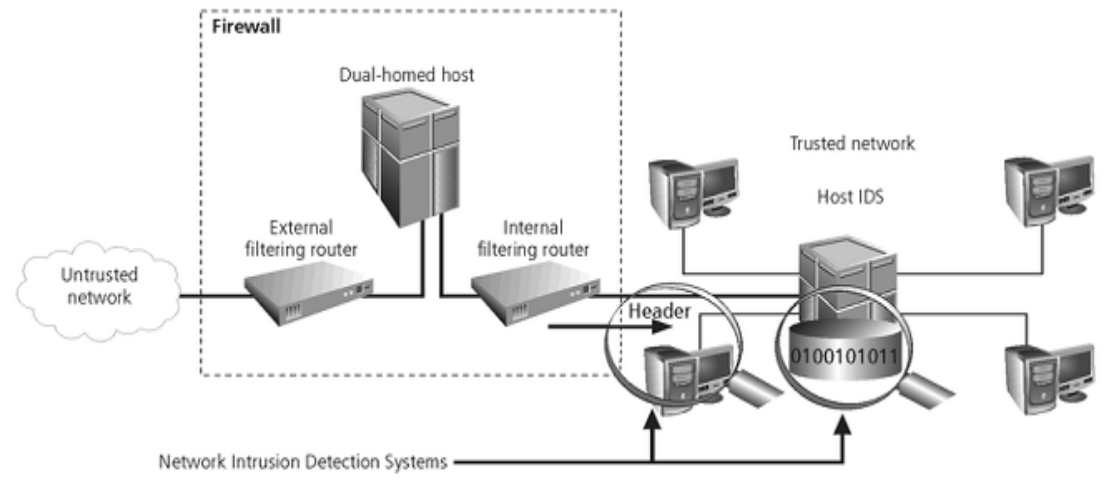 Firewall
Dual-homed host
Trusted network
Host IDS
External
filtering router
Internal
filtering router
Untrusted
network
Header
0100101011
Network Intrusion Detection Systems